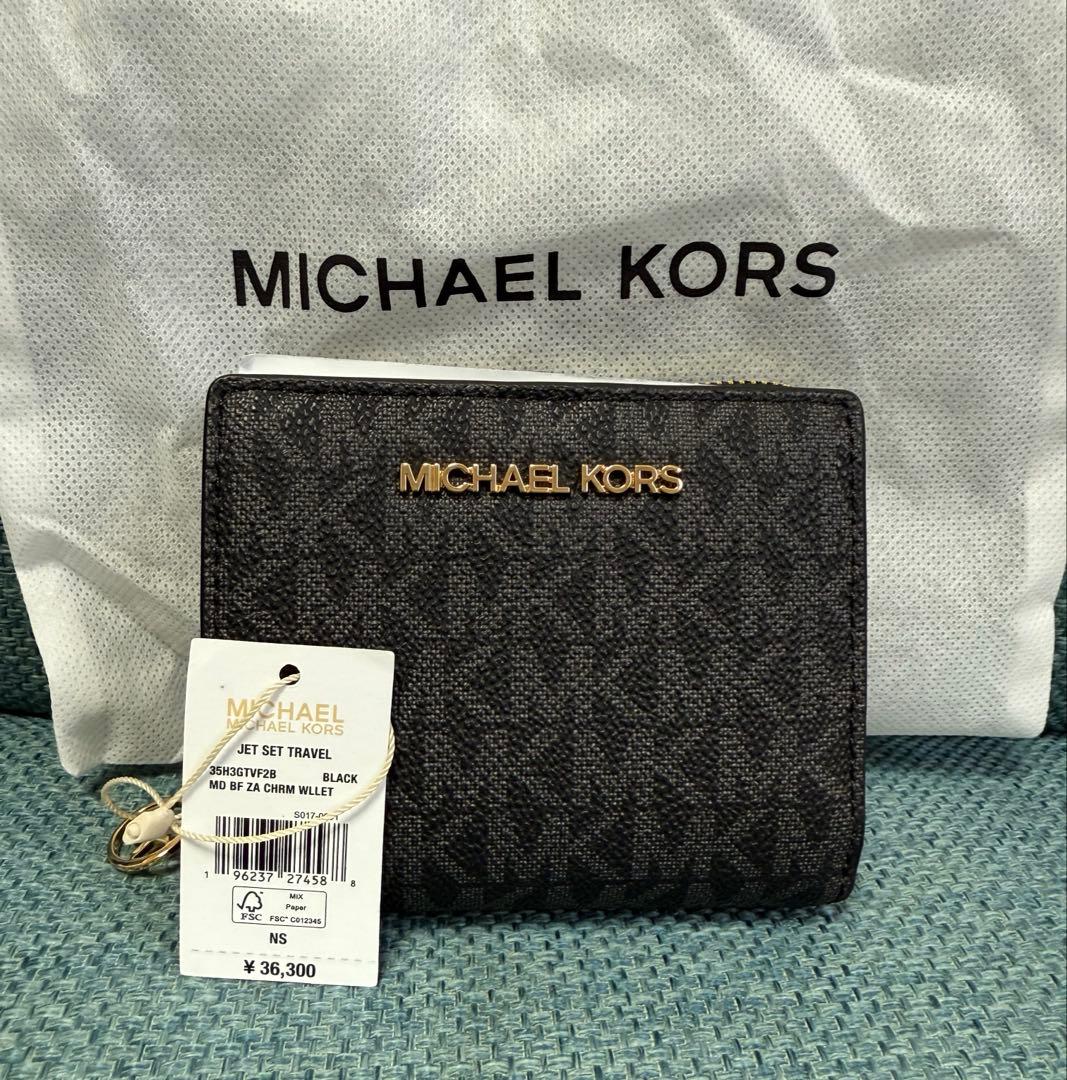 MICHAEL KORS
MICHAEL KORS
MICHAEL
MICHAEL KORS
JET SET TRAVEL
35H3GTVF2B BLACK
MD BF ZA CHRM WLLET
1 96237 27458 8
MIX
Paper
FSC
FSC® C012345
NS
¥ 36,300